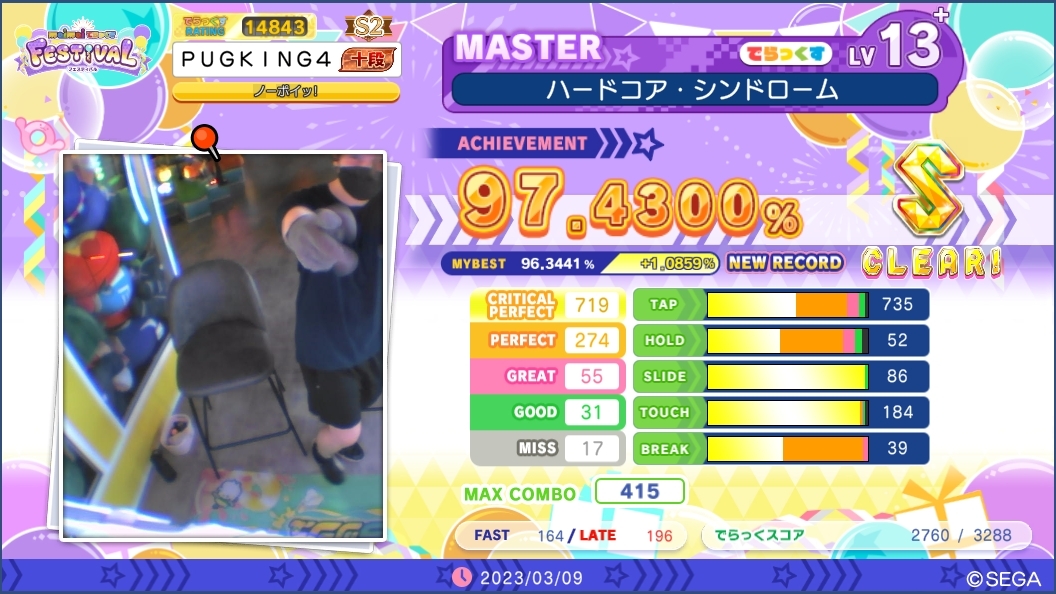 maimai でらっくす
FESTiVAL
フェスティバル
でらっくす RATING 14843 S2
PUGKING4 十段
ノーポイッ!
MASTER でらっくす LV 13+
ハードコア・シンドローム
ACHIEVEMENT
97.4300%
S
MYBEST 96.3441% +1.0859% NEW RECORD
CLEAR!
CRITICAL PERFECT 719 TAP 735
PERFECT 274 HOLD 52
GREAT 55 SLIDE 86
GOOD 31 TOUCH 184
MISS 17 BREAK 39
MAX COMBO 415
FAST 164 / LATE 196 でらっくスコア 2760 / 3288
2023/03/09
©SEGA